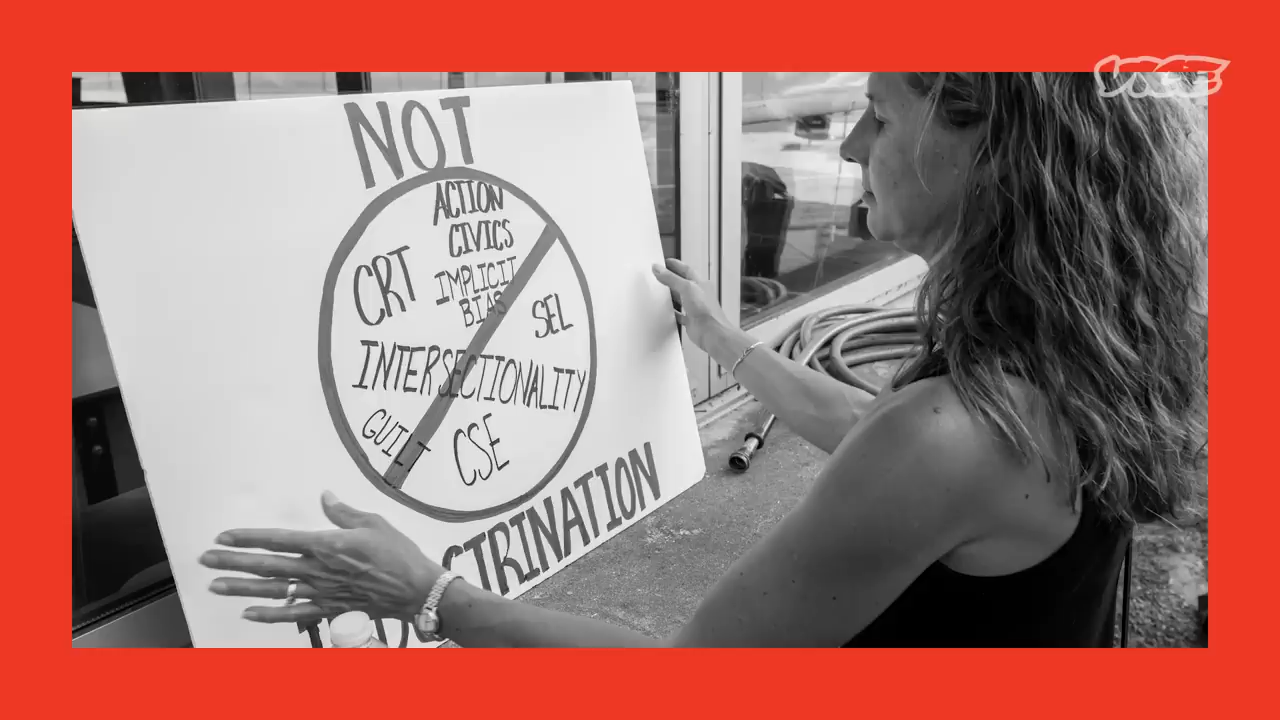 VICE
NOT
ACTION
CIVICS
CRT
IMPLICIT
BIAS
SEL
INTERSECTIONALITY
GUILT
CSE
CTRINATION